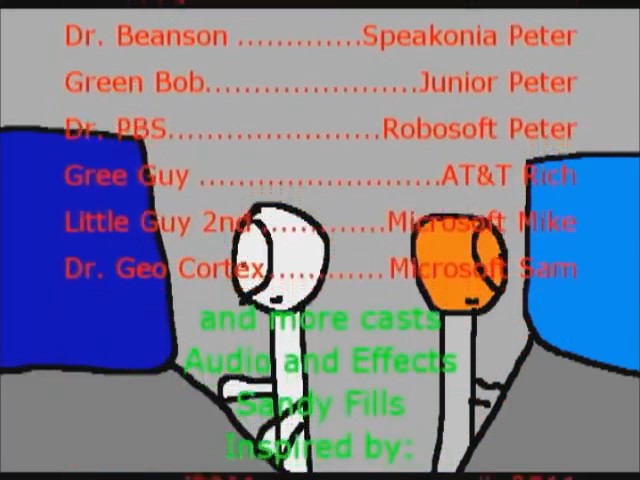 Dr. Beanson .............Speakonia Peter
Green Bob......................Junior Peter
Dr. PBS......................Robosoft Peter
Gree Guy .........................AT&T Rich
Little Guy 2nd .............Microsoft Mike
Dr. Geo Cortex............ Microsoft Sam
and more casts
Audio and Effects
Sandy Fills
Inspired by: